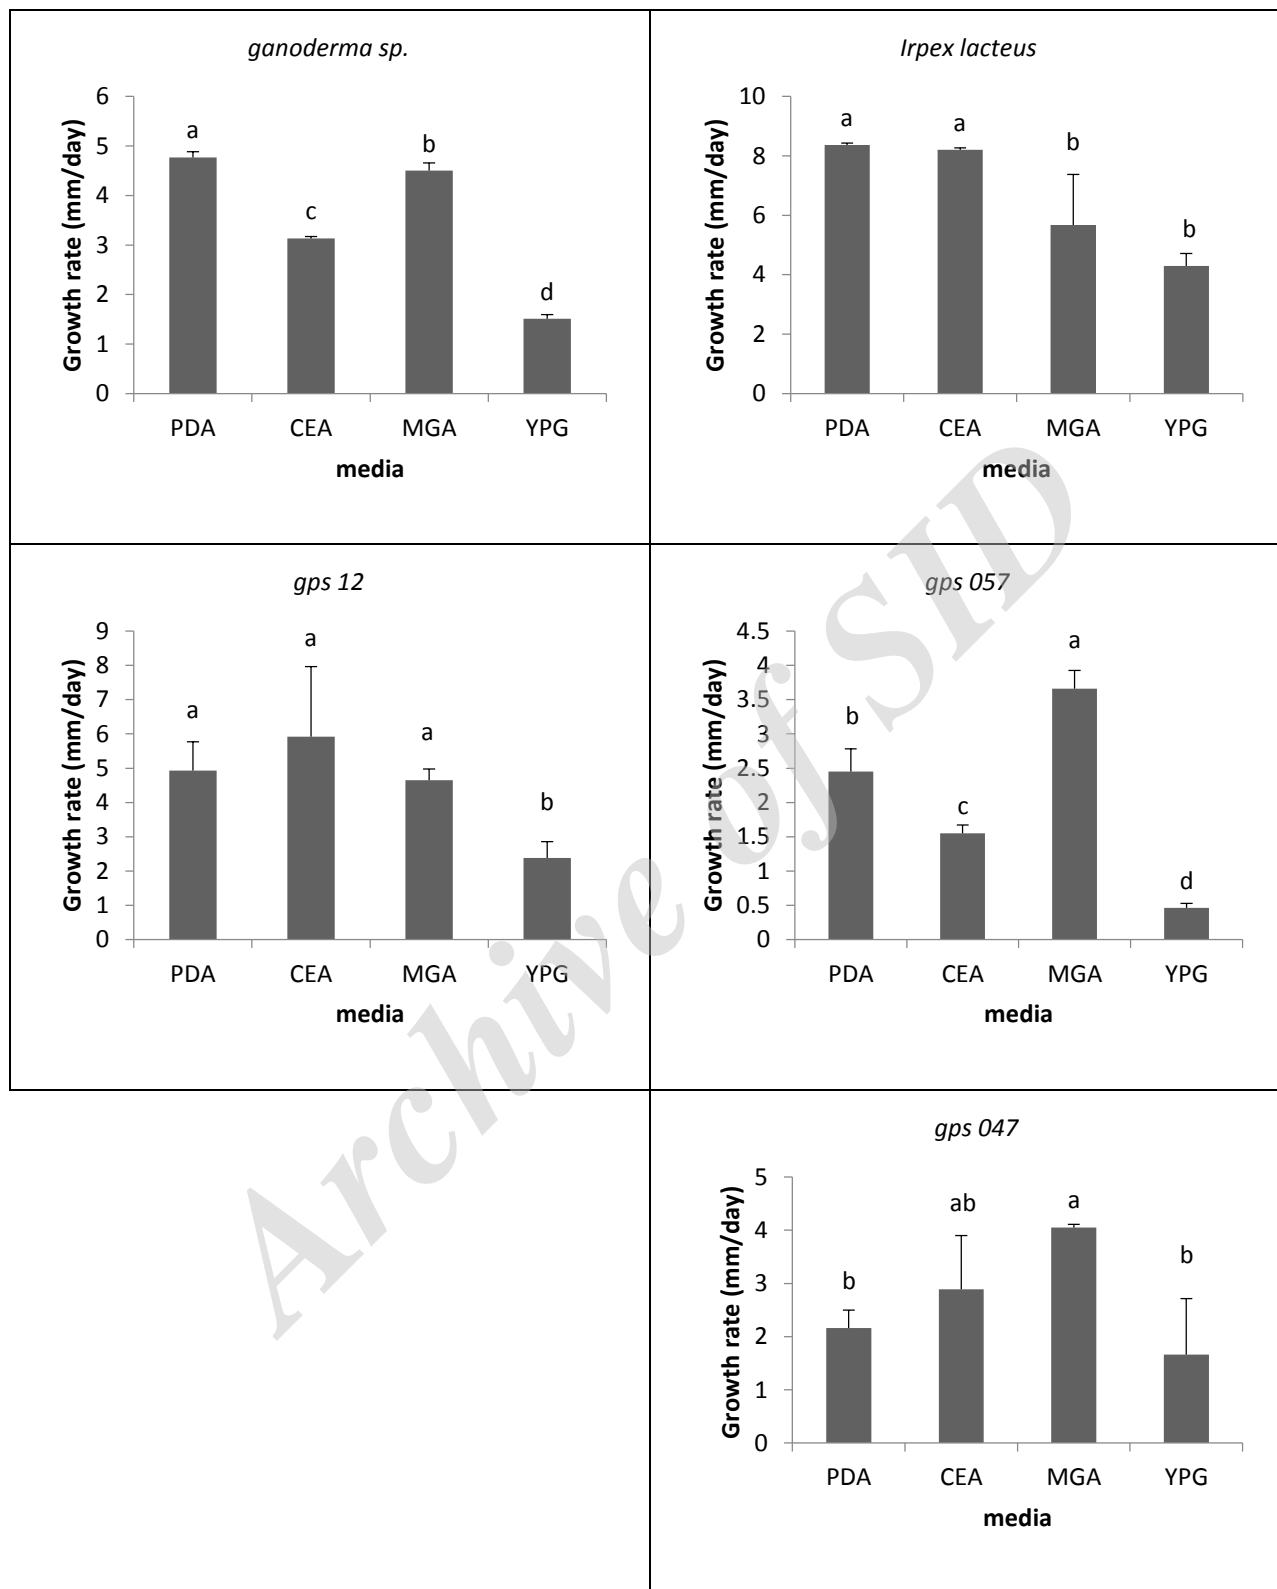 ganoderma sp.
Growth rate (mm/day)
6
5
4
3
2
1
0
a
c
b
d
PDA CEA MGA YPG
media
Irpex lacteus
Growth rate (mm/day)
10
8
6
4
2
0
a
a
b
b
PDA CEA MGA YPG
media
gps 12
Growth rate (mm/day)
9
8
7
6
5
4
3
2
1
0
a
a
a
b
PDA CEA MGA YPG
media
gps 057
Growth rate (mm/day)
4.5
4
3.5
3
2.5
2
1.5
1
0.5
0
b
c
a
d
PDA CEA MGA YPG
media
gps 047
Growth rate (mm/day)
5
4
3
2
1
0
b
ab
a
b
PDA CEA MGA YPG
media
Archive of SID